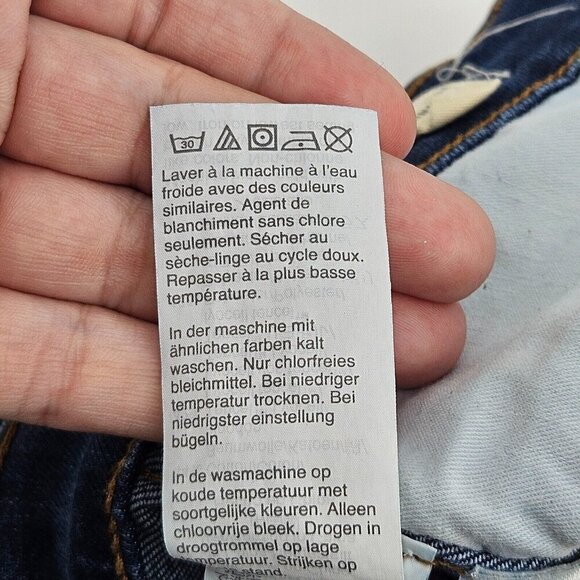 30
Laver à la machine à l'eau
froide avec des couleurs
similaires. Agent de
blanchiment sans chlore
seulement. Sécher au
sèche-linge au cycle doux.
Repasser à la plus basse
température.
In der maschine mit
ähnlichen farben kalt
waschen. Nur chlorfreies
bleichmittel. Bei niedriger
temperatur trocknen. Bei
niedrigster einstellung
bügeln.
In de wasmachine op
koude temperatuur met
soortgelijke kleuren. Alleen
chloorvrije bleek. Drogen in
droogtrommel op lage
temperatuur. Strijken op
stand.